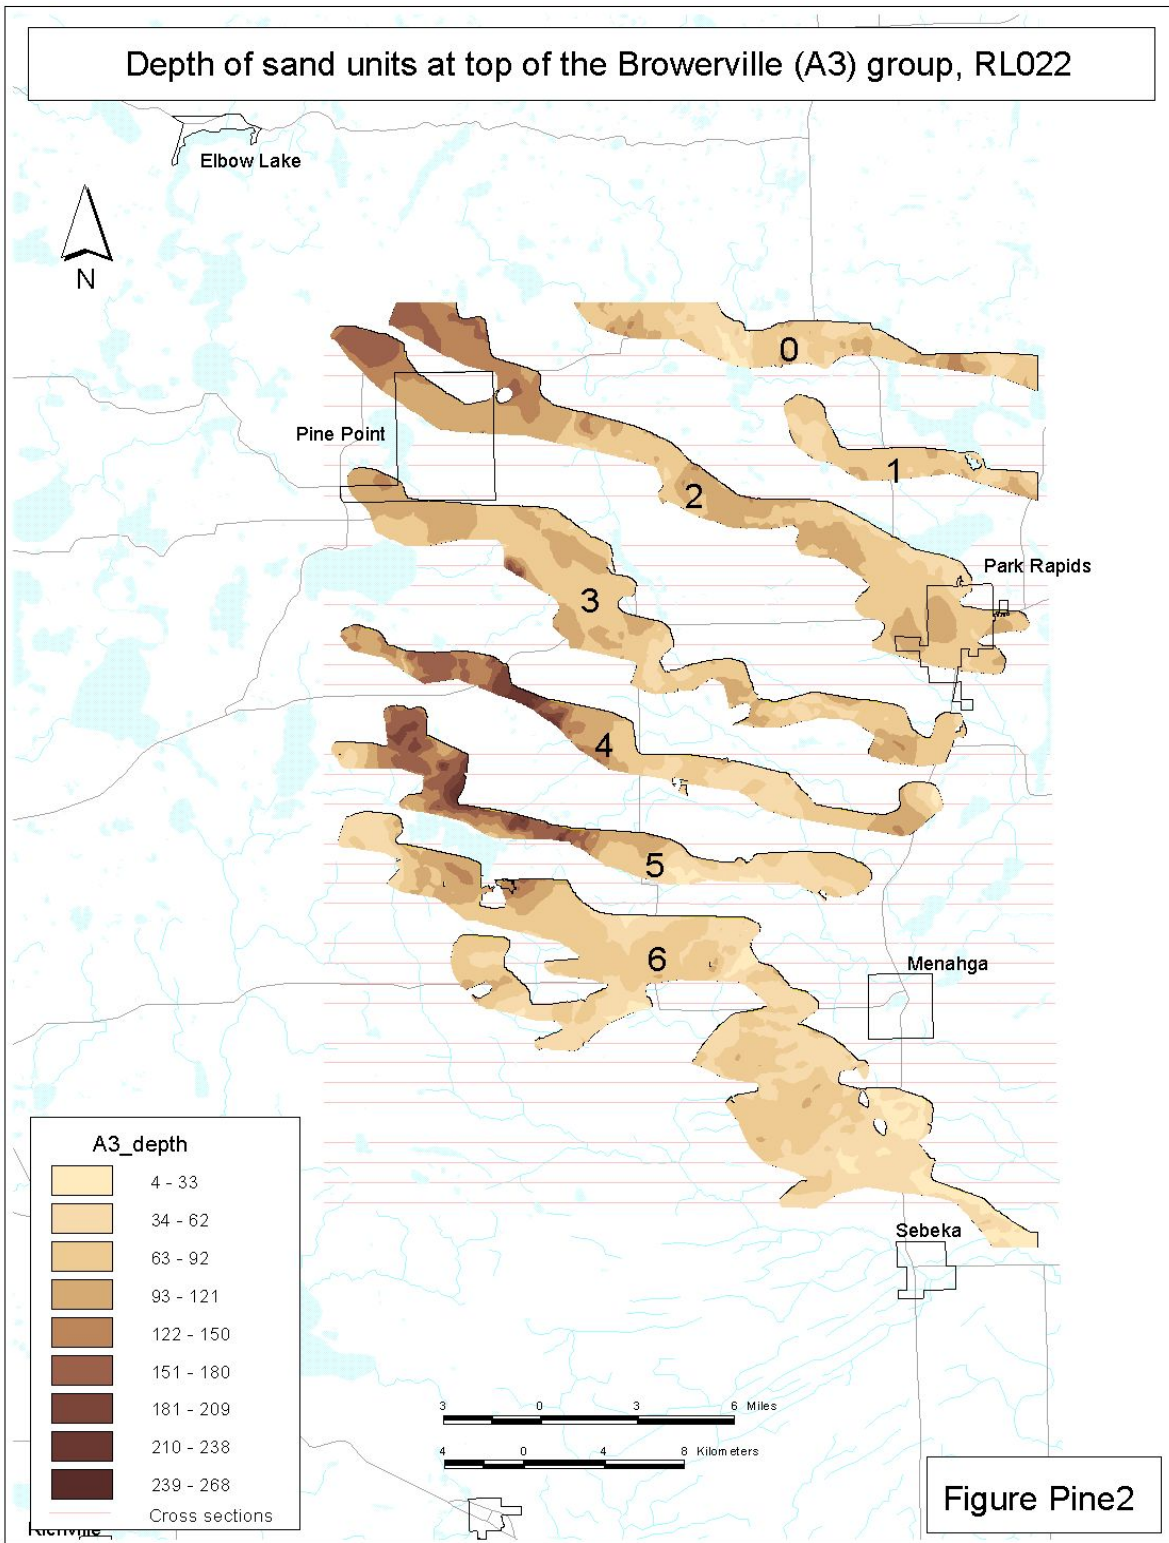 Depth of sand units at top of the Browerville (A3) group, RL022
Elbow Lake
N
0
1
Pine Point
2
Park Rapids
3
4
5
6
Menahga
A3_depth
4 - 33
34 - 62
63 - 92
93 - 121
122 - 150
151 - 180
181 - 209
210 - 238
239 - 268
Cross sections
Sebeka
3 0 3 6 Miles
4 0 4 8 Kilometers
Figure Pine2